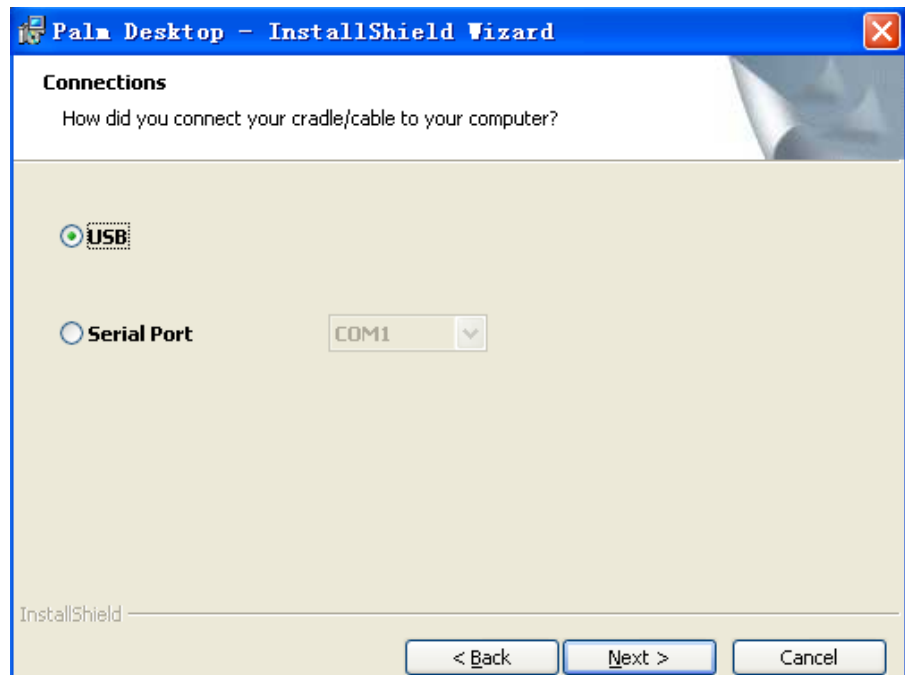 Palm Desktop - InstallShield Wizard
Connections
How did you connect your cradle/cable to your computer?
USB
Serial Port COM1
InstallShield
< Back Next > Cancel